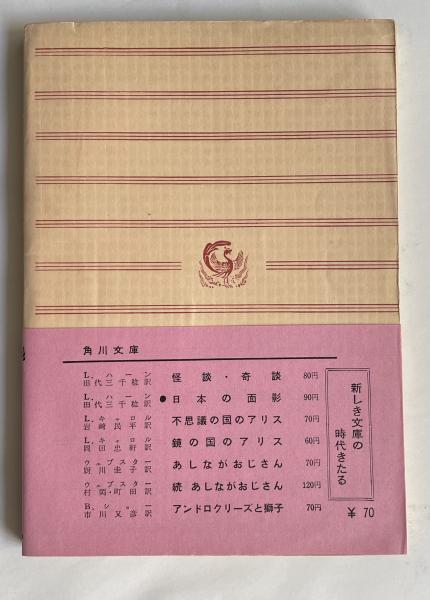 角川文庫
L．ハーン
田代三千稔訳
怪談・奇談
80円
L．ハーン
田代三千稔訳
●日本の面影
90円
L．キャロル
岩崎民平訳
不思議の国のアリス
70円
L．キャロル
岡田忠軒訳
鏡の国のアリス
60円
ウェブスター
厨川圭子訳
あしながおじさん
70円
ウェブスター
村岡・町田訳
続 あしながおじさん
120円
B．ショー
市川又彦訳
アンドロクリーズと獅子
70円
新しき文庫の
時代きたる
￥70